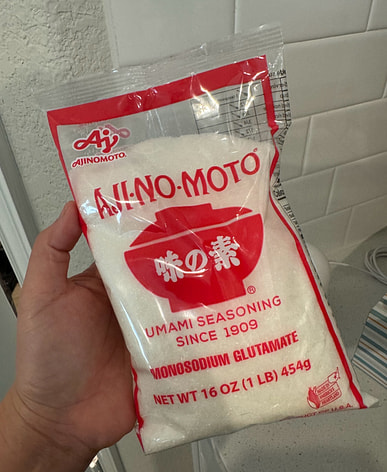 Aji
AJINOMOTO®
AJI-NO-MOTO®
味の素
®
UMAMI SEASONING
SINCE 1909
MONOSODIUM GLUTAMATE
NET WT 16 OZ (1 LB) 454g
U.S.A.